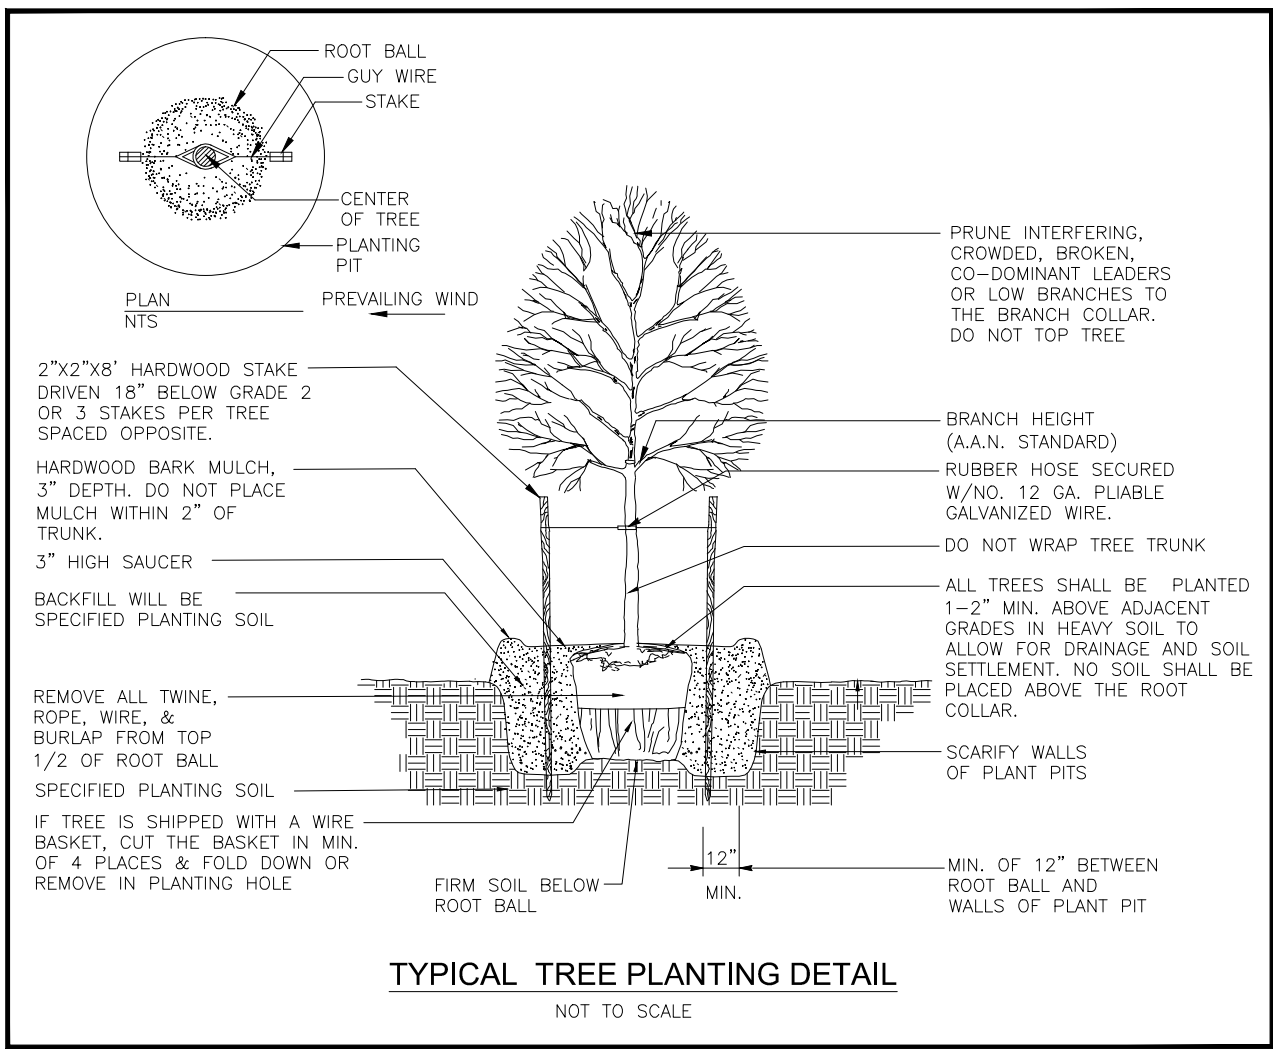 ROOT BALL
GUY WIRE
STAKE
CENTER
OF TREE
PLANTING
PIT
PLAN
NTS
PREVAILING WIND
2”X2”X8’ HARDWOOD STAKE
DRIVEN 18” BELOW GRADE 2
OR 3 STAKES PER TREE
SPACED OPPOSITE.
HARDWOOD BARK MULCH,
3” DEPTH. DO NOT PLACE
MULCH WITHIN 2” OF
TRUNK.
3” HIGH SAUCER
BACKFILL WILL BE
SPECIFIED PLANTING SOIL
REMOVE ALL TWINE,
ROPE, WIRE, &
BURLAP FROM TOP
1/2 OF ROOT BALL
SPECIFIED PLANTING SOIL
IF TREE IS SHIPPED WITH A WIRE
BASKET, CUT THE BASKET IN MIN.
OF 4 PLACES & FOLD DOWN OR
REMOVE IN PLANTING HOLE
FIRM SOIL BELOW
ROOT BALL
12”
MIN.
PRUNE INTERFERING,
CROWDED, BROKEN,
CO-DOMINANT LEADERS
OR LOW BRANCHES TO
THE BRANCH COLLAR.
DO NOT TOP TREE
BRANCH HEIGHT
(A.A.N. STANDARD)
RUBBER HOSE SECURED
W/NO. 12 GA. PLIABLE
GALVANIZED WIRE.
DO NOT WRAP TREE TRUNK
ALL TREES SHALL BE PLANTED
1-2” MIN. ABOVE ADJACENT
GRADES IN HEAVY SOIL TO
ALLOW FOR DRAINAGE AND SOIL
SETTLEMENT. NO SOIL SHALL BE
PLACED ABOVE THE ROOT
COLLAR.
SCARIFY WALLS
OF PLANT PITS
MIN. OF 12” BETWEEN
ROOT BALL AND
WALLS OF PLANT PIT
TYPICAL TREE PLANTING DETAIL
NOT TO SCALE